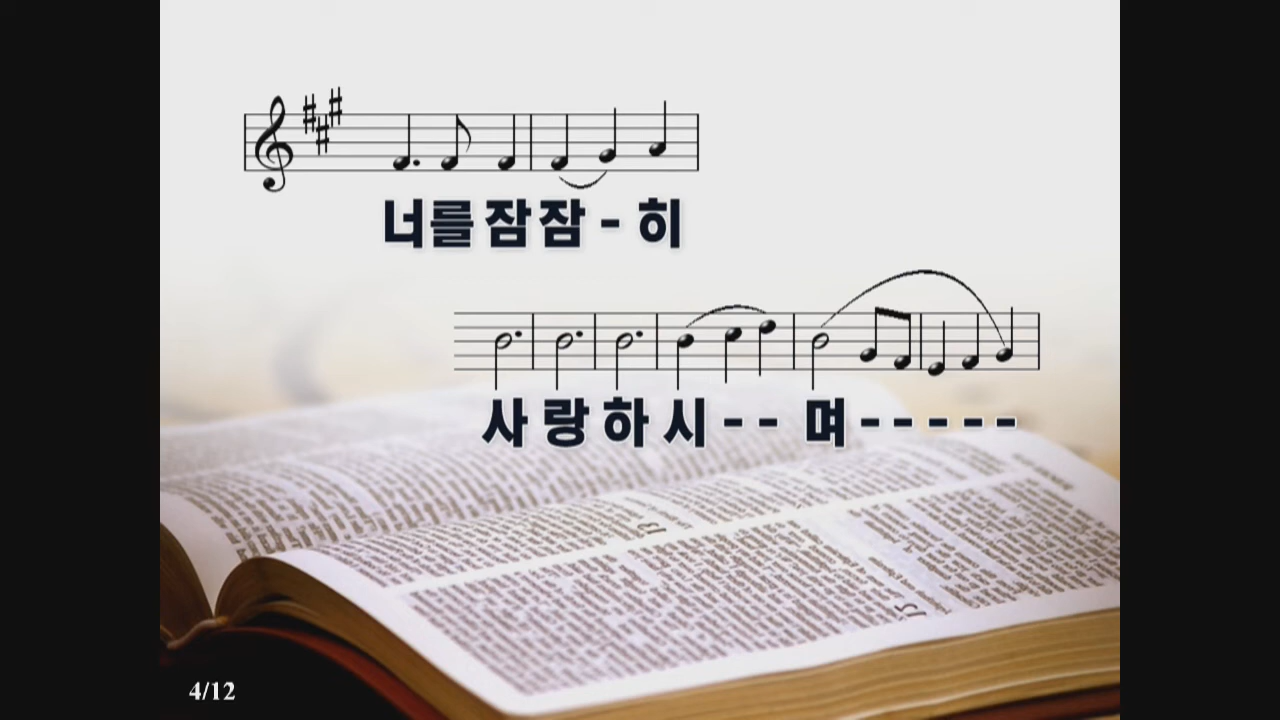 너를 잠잠 - 히
사 랑 하 시 - - 며 - - - - -
4/12